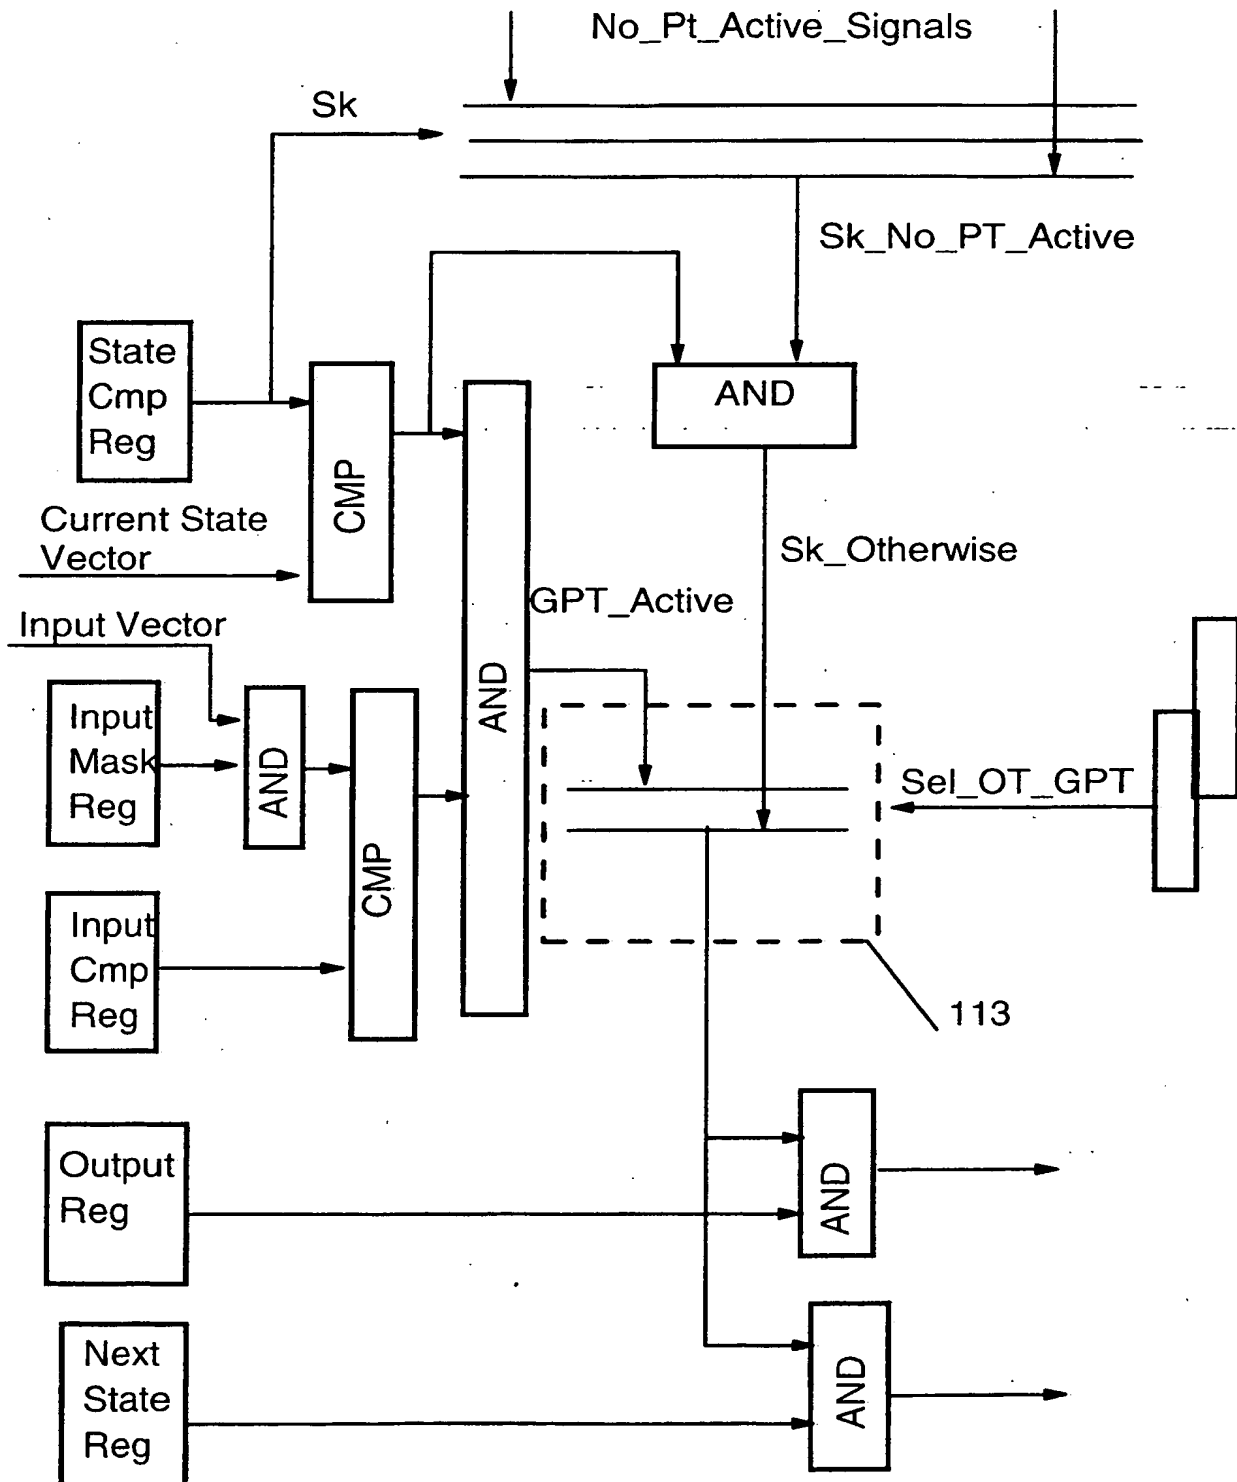 No_Pt_Active_Signals
Sk
Sk_No_PT_Active
State
Cmp
Reg
CMP
AND
Current State
Vector
Sk_Otherwise
GPT_Active
Input Vector
Input
Mask
Reg
AND
CMP
AND
Sel_OT_GPT
Input
Cmp
Reg
113
Output
Reg
AND
Next
State
Reg
AND